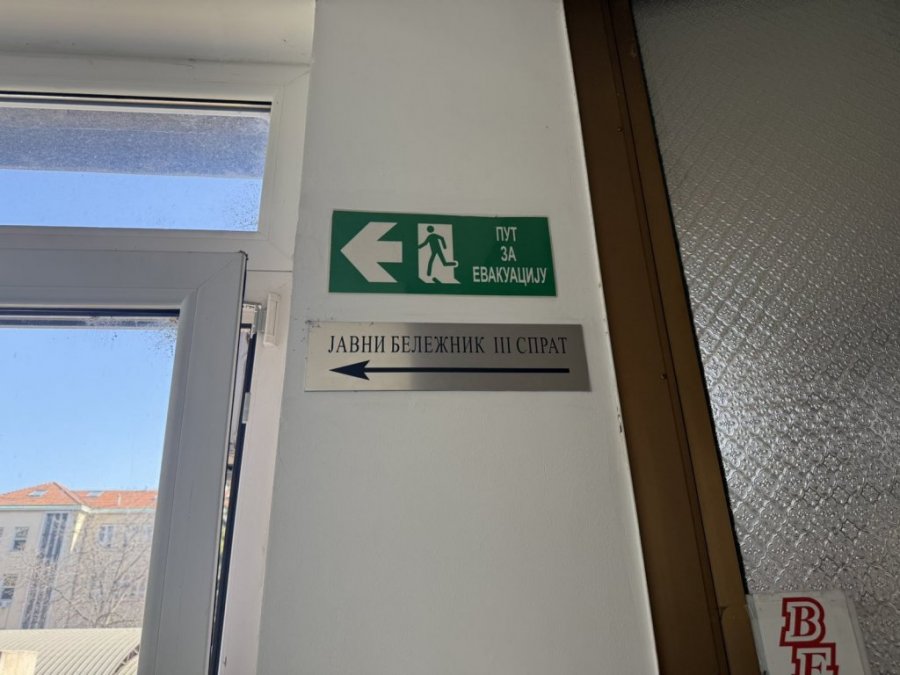 ПУТ
ЗА
ЕВАКУАЦИЈУ
ЈАВНИ БЕЛЕЖНИК III СПРАТ